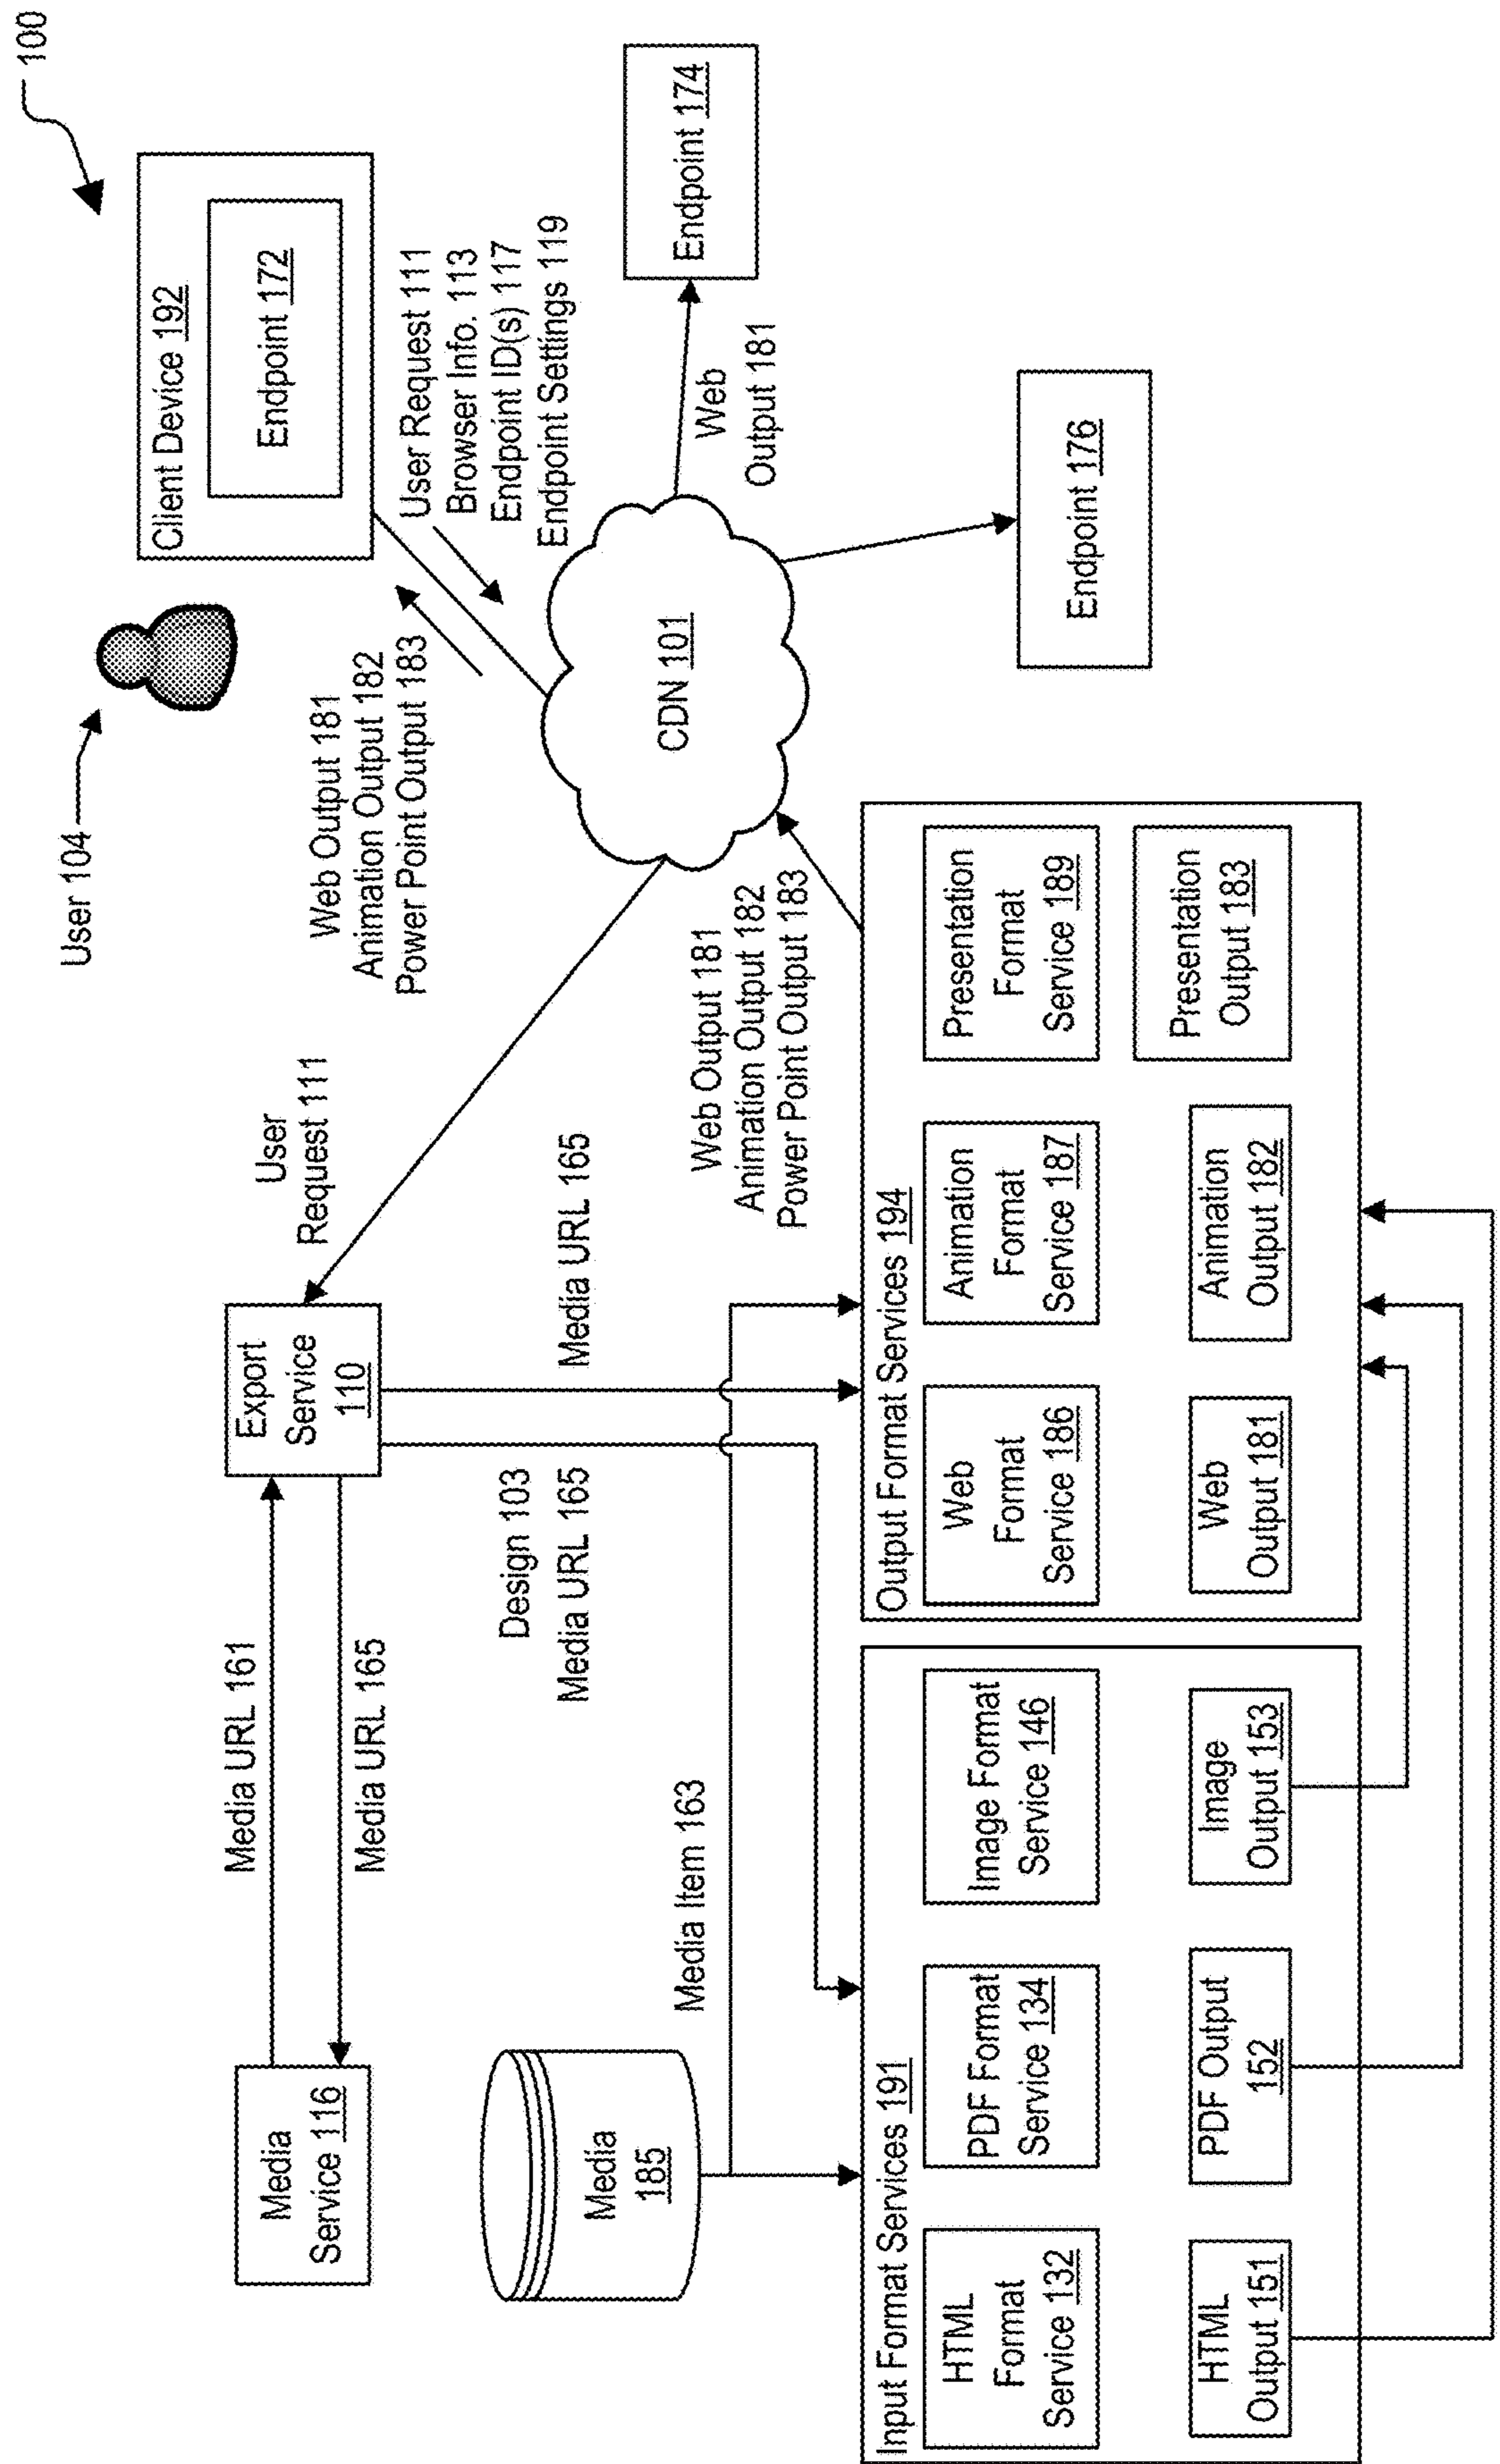 100
User 104
Client Device 192
Endpoint 172
User Request 111
Browser Info. 113
Endpoint ID(s) 117
Endpoint Settings 119
Web Output 181
Animation Output 182
Power Point Output 183
CDN 101
Web
Output 181
Endpoint 174
Endpoint 176
User
Request 111
Export
Service
110
Media URL 161
Media URL 165
Media
Service 116
Design 103
Media URL 165
Media URL 165
Media
185
Media Item 163
Web Output 181
Animation Output 182
Power Point Output 183
Input Format Services 191
HTML
Format
Service 132
PDF Format
Service 134
Image Format
Service 146
HTML
Output 151
PDF Output
152
Image
Output 153
Output Format Services 194
Web
Format
Service 186
Animation
Format
Service 187
Presentation
Format
Service 189
Web
Output 181
Animation
Output 182
Presentation
Output 183